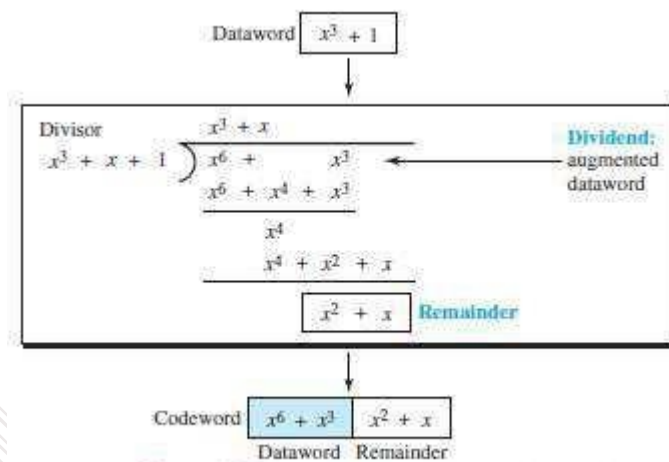 Dataword x³ + 1
Divisor
x³ + x
Dividend:
x³ + x + 1 ) x⁶ + x³
augmented
dataword
x⁶ + x⁴ + x³
x⁴
x⁴ + x² + x
x² + x Remainder
Codeword x⁶ + x³ x² + x
Dataword Remainder